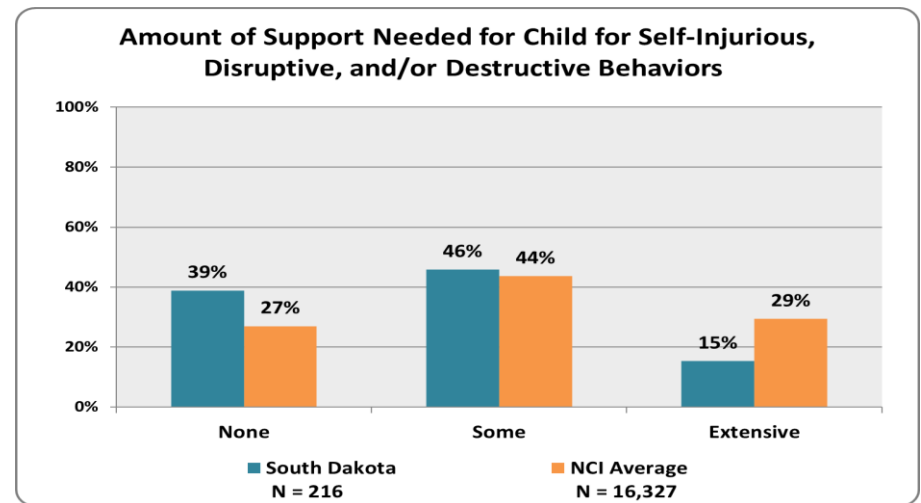 Amount of Support Needed for Child for Self-Injurious,
Disruptive, and/or Destructive Behaviors
100%
80%
60%
40%
20%
0%
39%
27%
46%
44%
15%
29%
None
Some
Extensive
South Dakota
N = 216
NCI Average
N = 16,327